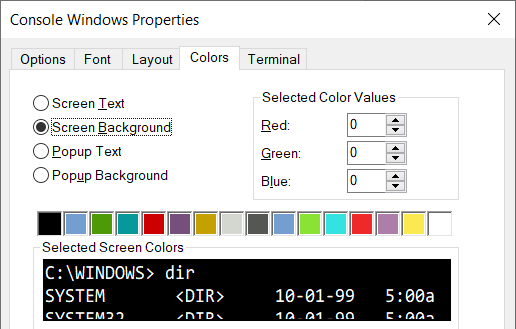 Console Windows Properties
Options Font Layout Colors Terminal
Screen Text
Screen Background
Popup Text
Popup Background
Selected Color Values
Red: 0
Green: 0
Blue: 0
Selected Screen Colors
C:\WINDOWS> dir
SYSTEM <DIR> 10-01-99 5:00a
SYSTEM32 <DIR> 10-01-99 5:00a